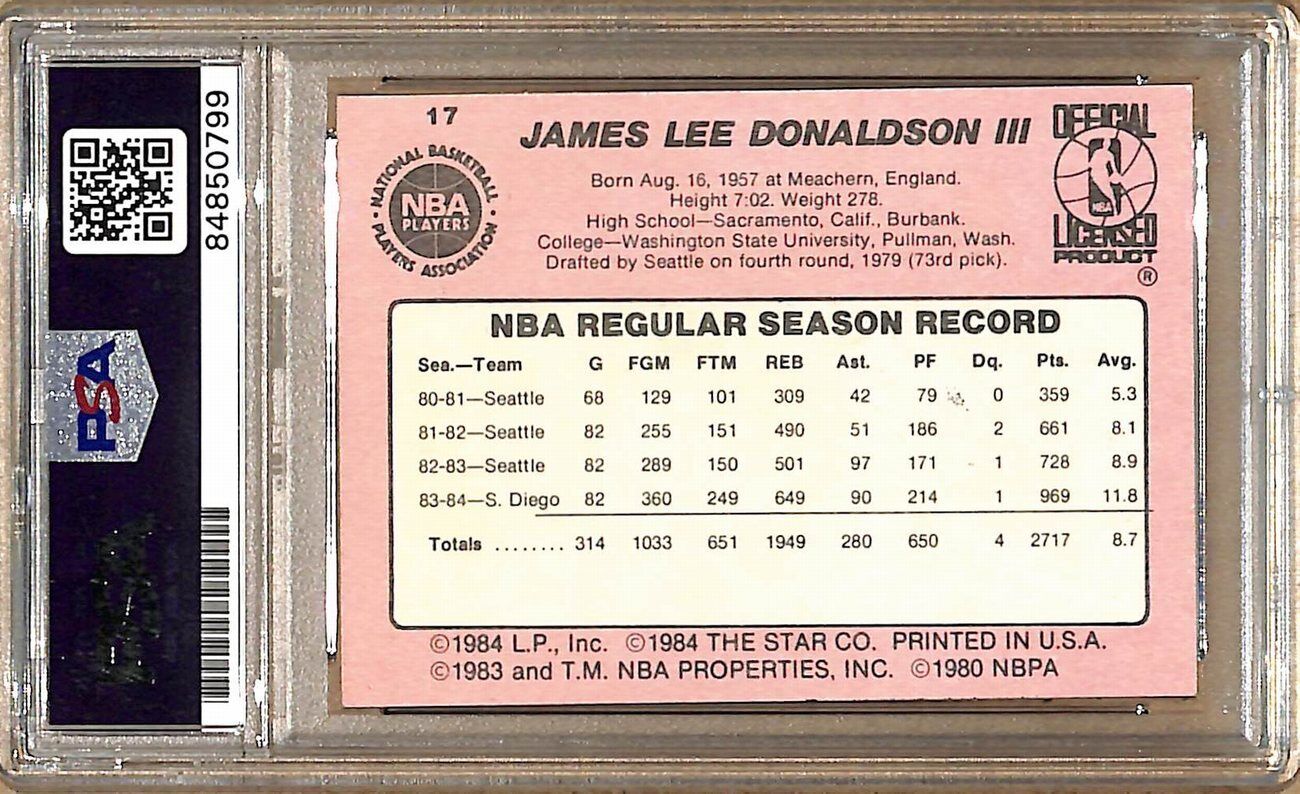 84850799
PSA
17
JAMES LEE DONALDSON III
NATIONAL BASKETBALL
NBA
PLAYERS
PLAYERS ASSOCIATION
OFFICIAL
NBA
LICENSED
PRODUCT
®
Born Aug. 16, 1957 at Meachern, England.
Height 7:02. Weight 278.
High School—Sacramento, Calif., Burbank.
College—Washington State University, Pullman, Wash.
Drafted by Seattle on fourth round, 1979 (73rd pick).
NBA REGULAR SEASON RECORD
Sea.—Team G FGM FTM REB Ast. PF Dq. Pts. Avg.
80-81—Seattle 68 129 101 309 42 79 0 359 5.3
81-82—Seattle 82 255 151 490 51 186 2 661 8.1
82-83—Seattle 82 289 150 501 97 171 1 728 8.9
83-84—S. Diego 82 360 249 649 90 214 1 969 11.8
Totals ........ 314 1033 651 1949 280 650 4 2717 8.7
©1984 L.P., Inc. ©1984 THE STAR CO. PRINTED IN U.S.A.
©1983 and T.M. NBA PROPERTIES, INC. ©1980 NBPA